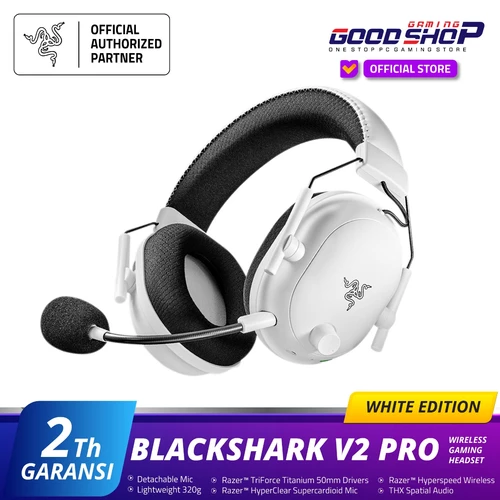 OFFICIAL
AUTHORIZED
PARTNER
GAMING
GOODSHOP
ONE STOP PC GAMING STORE
OFFICIAL STORE
WHITE EDITION
2Th
GARANSI
BLACKSHARK V2 PRO
WIRELESS
GAMING
HEADSET
• Detachable Mic
• Lightweight 320g
• Razer™ TriForce Titanium 50mm Drivers
• Razer™ HyperClear Supercardioid Mic
• Razer™ Hyperspeed Wireless
• THX Spatial Audio